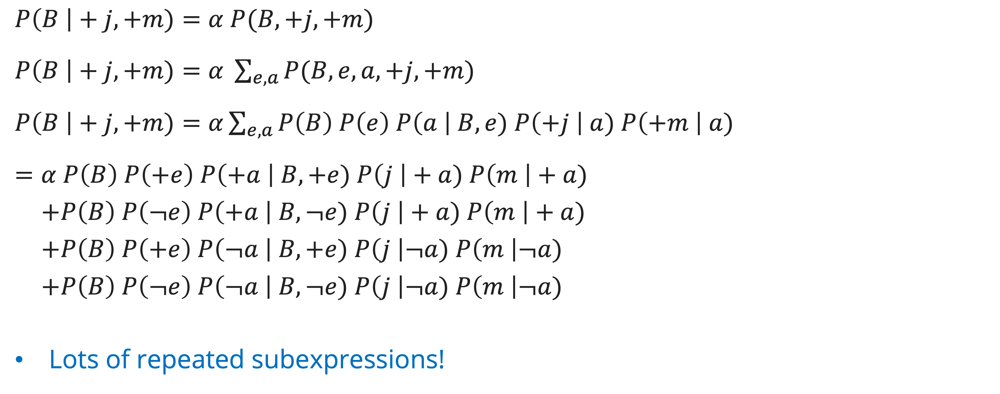 P(B | + j, +m) = α P(B, +j, +m)
P(B | + j, +m) = α ∑e,a P(B, e, a, +j, +m)
P(B | + j, +m) = α ∑e,a P(B) P(e) P(a | B, e) P(+j | a) P(+m | a)
= α P(B) P(+e) P(+a | B, +e) P(j | + a) P(m | + a)
+P(B) P(¬e) P(+a | B, ¬e) P(j | + a) P(m | + a)
+P(B) P(+e) P(¬a | B, +e) P(j |¬a) P(m |¬a)
+P(B) P(¬e) P(¬a | B, ¬e) P(j |¬a) P(m |¬a)
• Lots of repeated subexpressions!